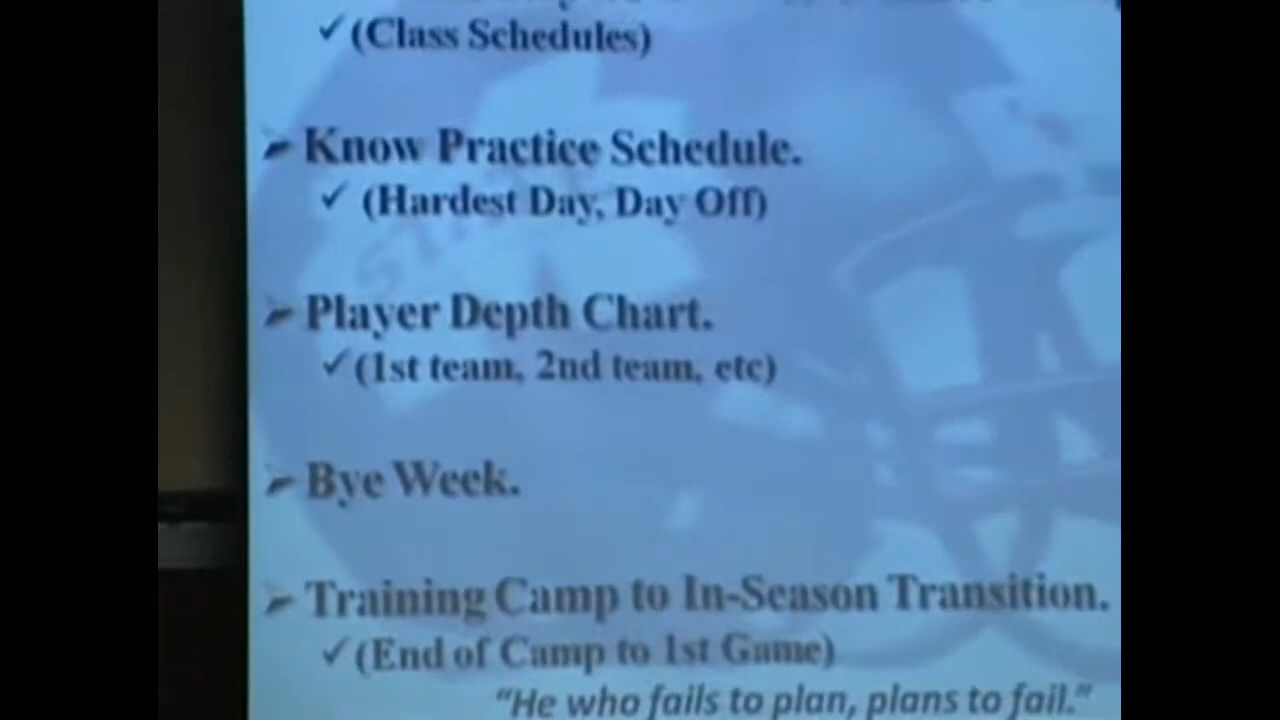 ✓(Class Schedules)
➢ Know Practice Schedule.
✓ (Hardest Day, Day Off)
➢ Player Depth Chart.
✓(1st team, 2nd team, etc)
➢ Bye Week.
➢ Training Camp to In-Season Transition.
✓(End of Camp to 1st Game)
“He who fails to plan, plans to fail.”